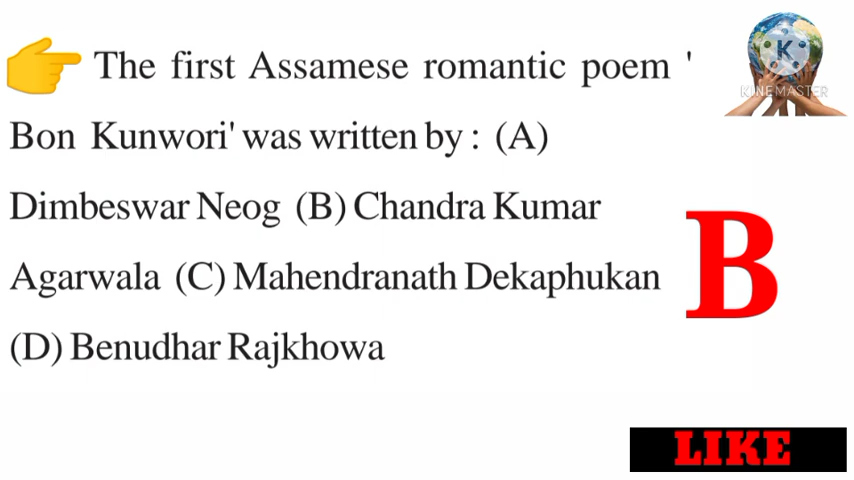 The first Assamese romantic poem '
Bon Kunwori' was written by : (A)
Dimbeswar Neog (B) Chandra Kumar
Agarwala (C) Mahendranath Dekaphukan
(D) Benudhar Rajkhowa
B
K
KINEMASTER
LIKE